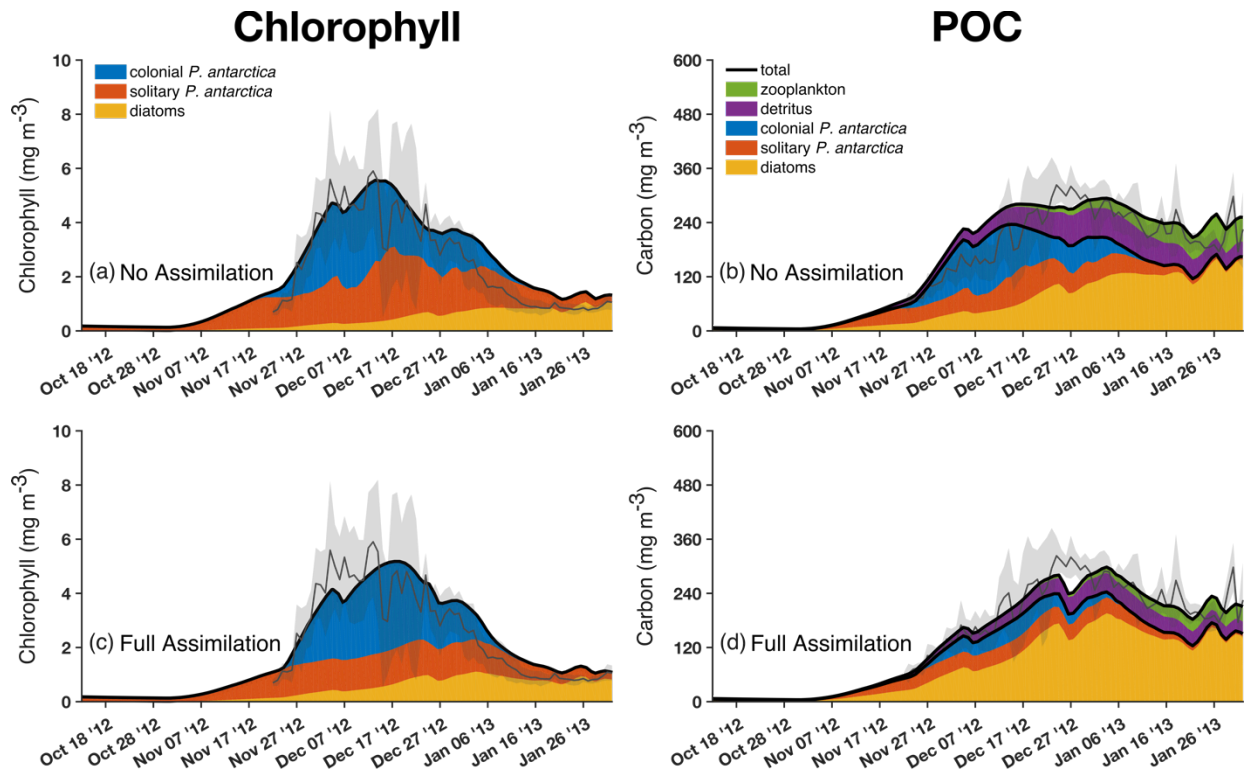 Chlorophyll
POC
10
8
6
4
2
0
Chlorophyll (mg m⁻³)
colonial P. antarctica
solitary P. antarctica
diatoms
(a) No Assimilation
Oct 18 '12
Oct 28 '12
Nov 07 '12
Nov 17 '12
Nov 27 '12
Dec 07 '12
Dec 17 '12
Dec 27 '12
Jan 06 '13
Jan 16 '13
Jan 26 '13
600
480
360
240
120
0
Carbon (mg m⁻³)
total
zooplankton
detritus
colonial P. antarctica
solitary P. antarctica
diatoms
(b) No Assimilation
Oct 18 '12
Oct 28 '12
Nov 07 '12
Nov 17 '12
Nov 27 '12
Dec 07 '12
Dec 17 '12
Dec 27 '12
Jan 06 '13
Jan 16 '13
Jan 26 '13
10
8
6
4
2
0
Chlorophyll (mg m⁻³)
(c) Full Assimilation
Oct 18 '12
Oct 28 '12
Nov 07 '12
Nov 17 '12
Nov 27 '12
Dec 07 '12
Dec 17 '12
Dec 27 '12
Jan 06 '13
Jan 16 '13
Jan 26 '13
600
480
360
240
120
0
Carbon (mg m⁻³)
(d) Full Assimilation
Oct 18 '12
Oct 28 '12
Nov 07 '12
Nov 17 '12
Nov 27 '12
Dec 07 '12
Dec 17 '12
Dec 27 '12
Jan 06 '13
Jan 16 '13
Jan 26 '13